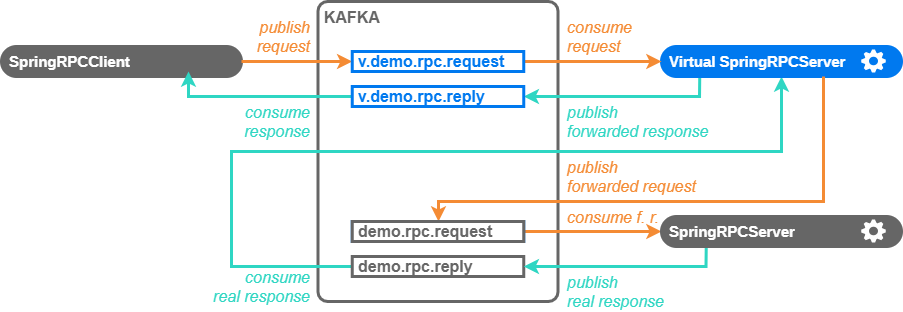 KAFKA
publish
request
consume
request
SpringRPCClient
v.demo.rpc.request
Virtual SpringRPCServer
v.demo.rpc.reply
consume
response
publish
forwarded response
publish
forwarded request
consume f. r.
demo.rpc.request
SpringRPCServer
demo.rpc.reply
consume
real response
publish
real response